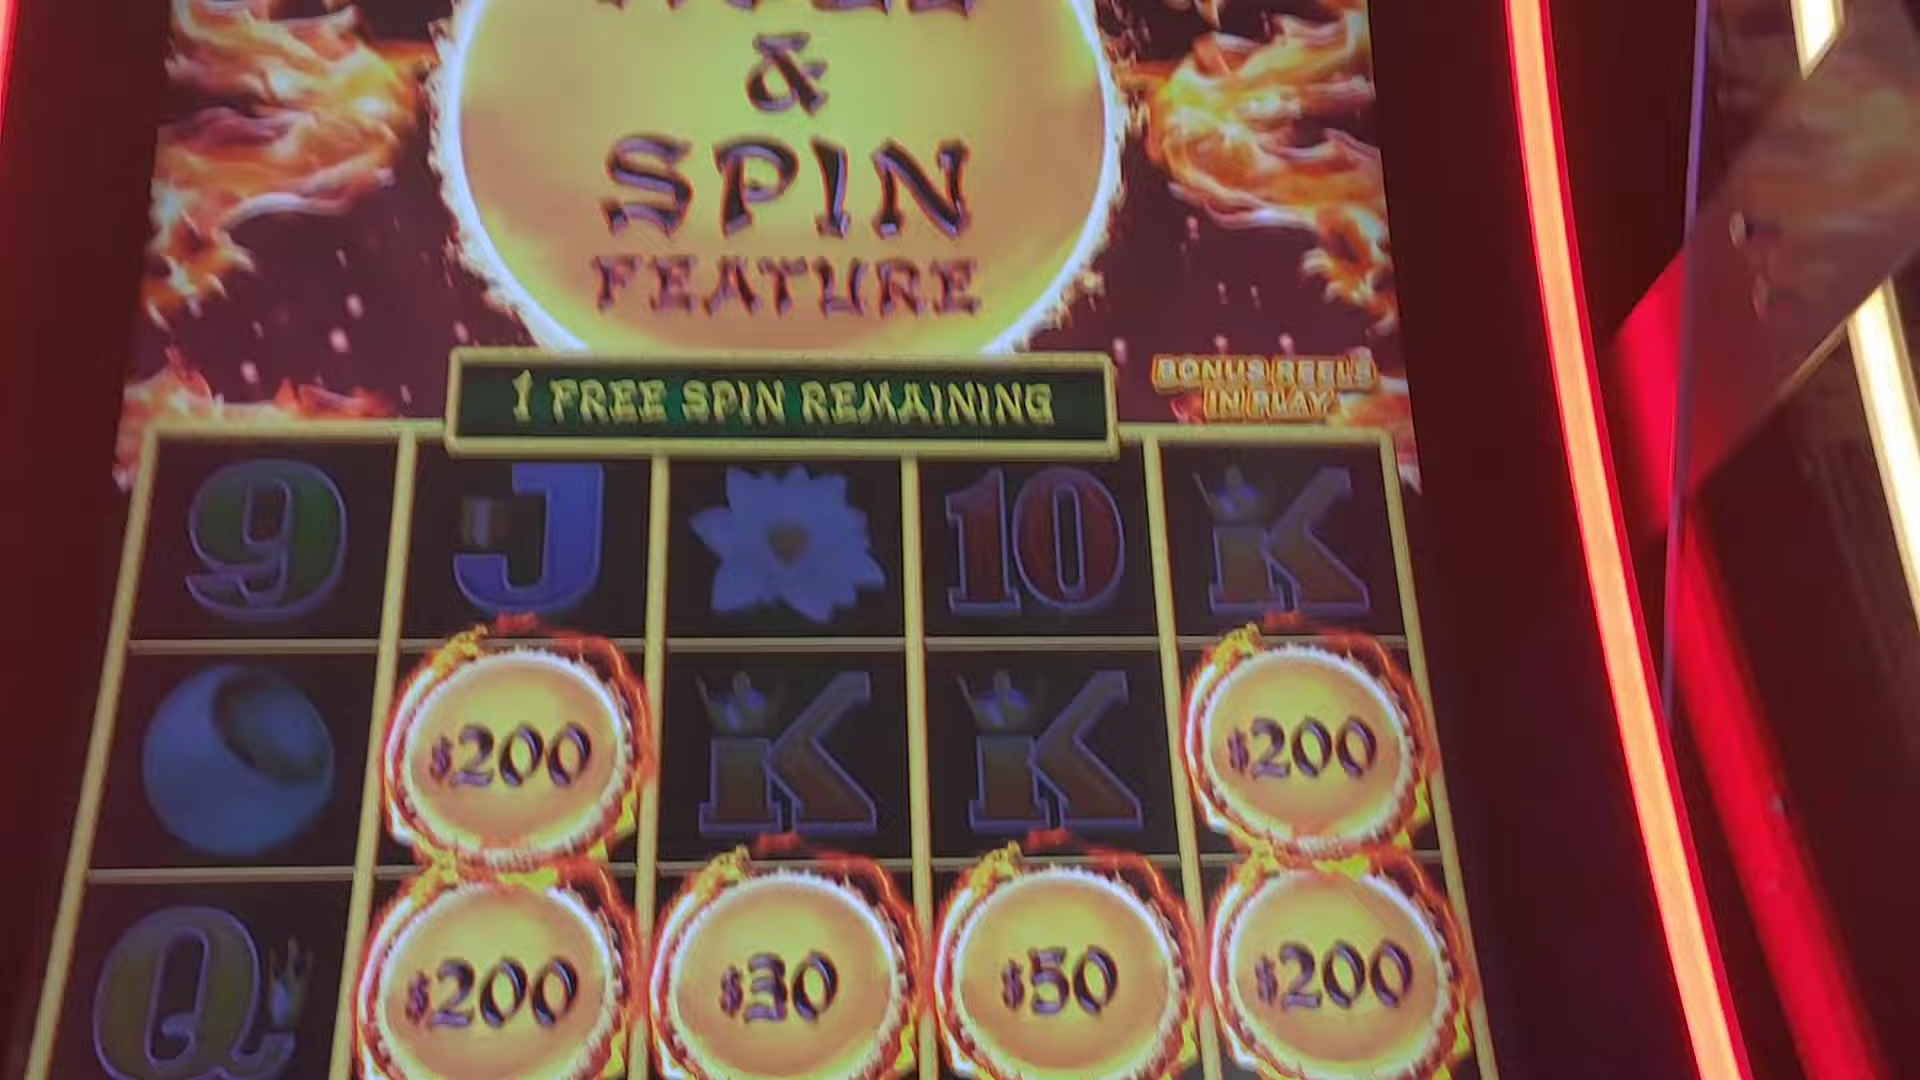 &
SPIN
FEATURE
1 FREE SPIN REMAINING
BONUS REELS
IN PLAY
9 J 10 K
$200 K K $200
Q $200 $30 $50 $200